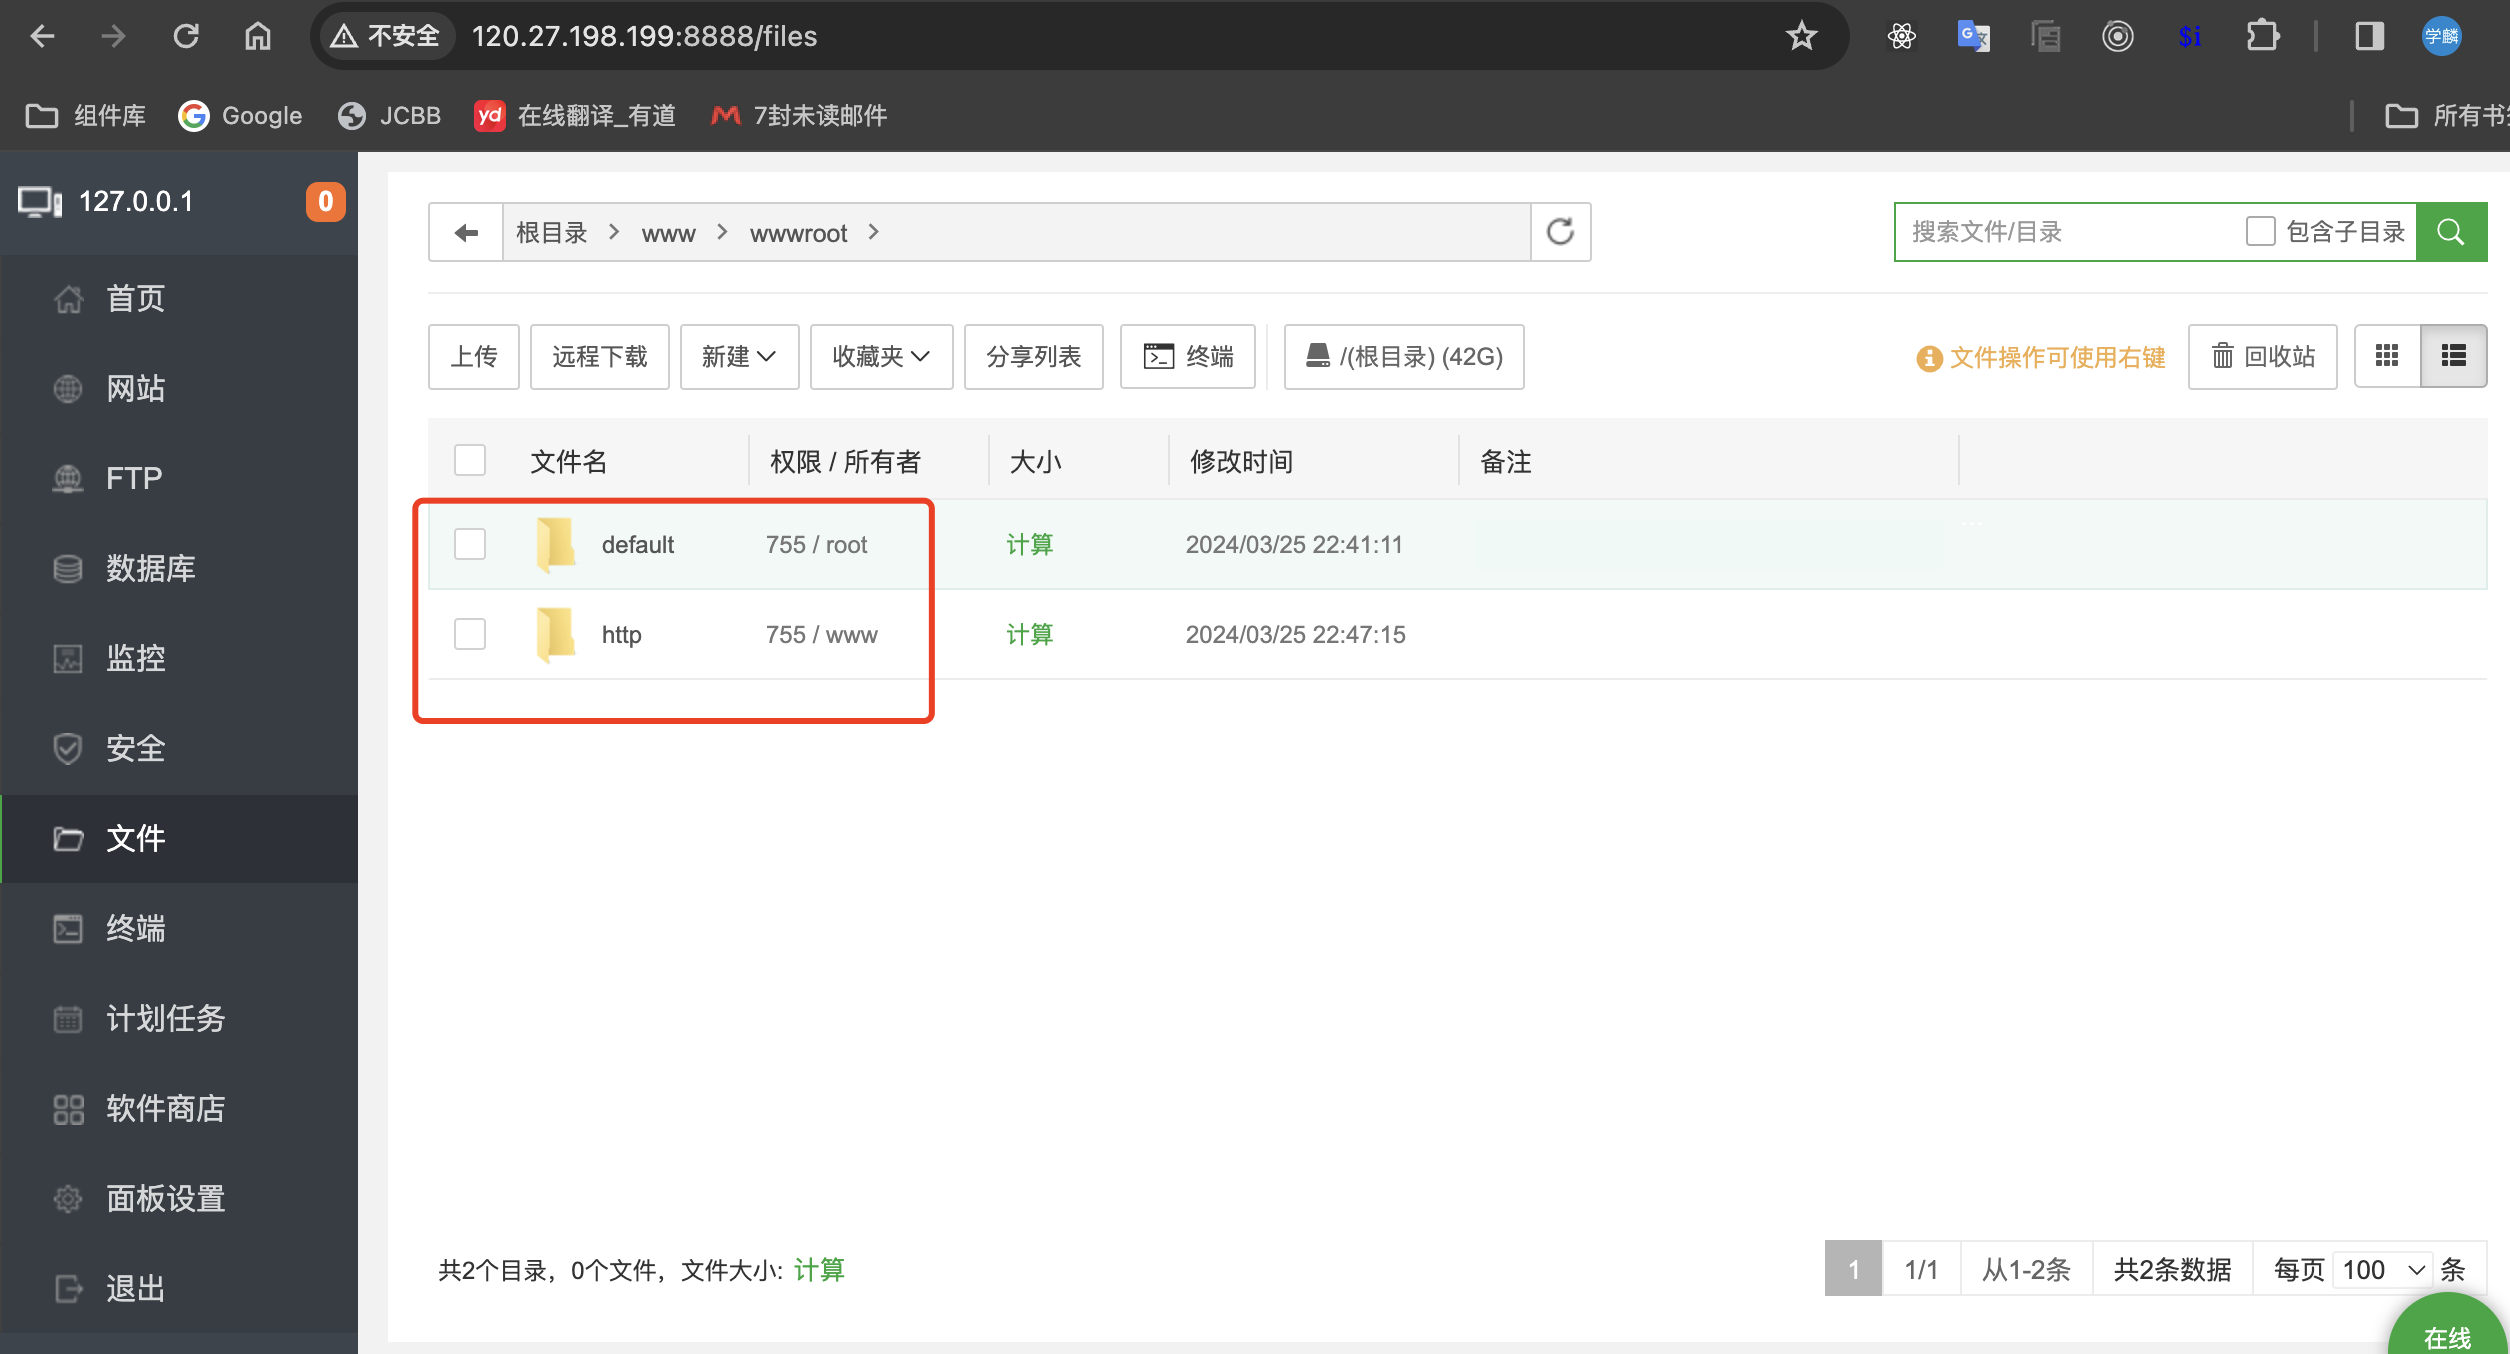 不安全 120.27.198.199:8888/files $i 学麟
组件库 Google JCBB yd 在线翻译_有道 7封未读邮件 所有书
127.0.0.1 0
首页
网站
FTP
数据库
监控
安全
文件
终端
计划任务
软件商店
面板设置
退出
根目录 > www > wwwroot >
搜索文件/目录 包含子目录
上传 远程下载 新建 收藏夹 分享列表 终端 /(根目录) (42G) 文件操作可使用右键 回收站
文件名 权限 / 所有者 大小 修改时间 备注
default 755 / root 计算 2024/03/25 22:41:11
http 755 / www 计算 2024/03/25 22:47:15
共2个目录，0个文件，文件大小: 计算
1 1/1 从1-2条 共2条数据 每页 100 条
在线